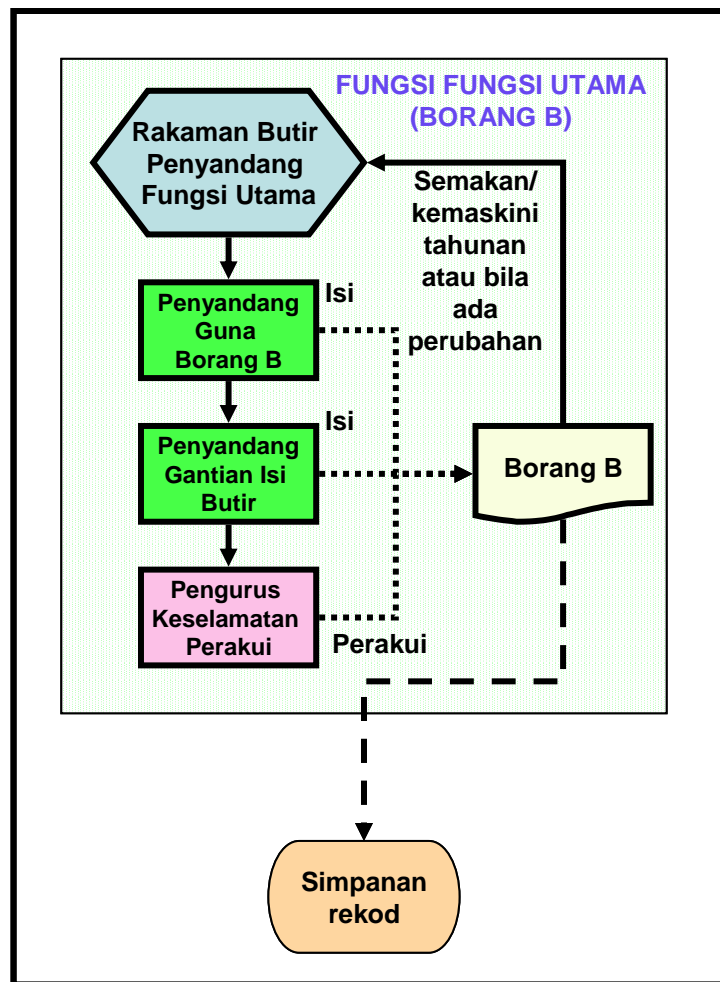 FUNGSI FUNGSI UTAMA
(BORANG B)
Rakaman Butir
Penyandang
Fungsi Utama
Semakan/
kemaskini
tahunan
atau bila
ada
perubahan
Isi
Penyandang
Guna
Borang B
Isi
Penyandang
Gantian Isi
Butir
Borang B
Pengurus
Keselamatan
Perakui
Perakui
Simpanan
rekod